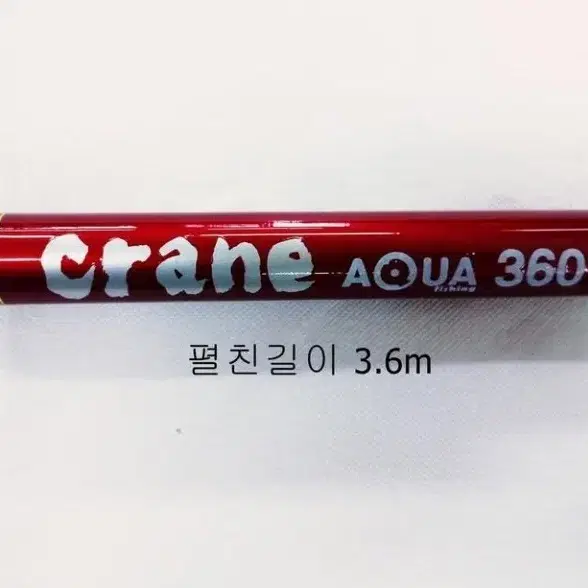 crane AQUA fishing 360
펼친길이 3.6m